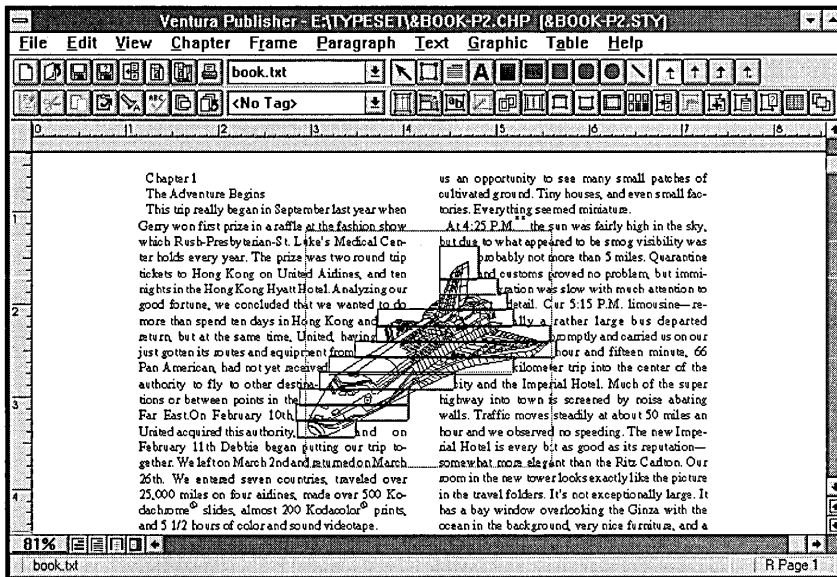 Ventura Publisher - E:\TYPESET\&BOOK-P2.CHP (&BOOK-P2.STY)
File Edit View Chapter Frame Paragraph Text Graphic Table Help
book.txt A
ABC <No Tag>
0 1 2 3 4 5 6 7 8
Chapter 1
The Adventure Begins
This trip really began in September last year when
Gerry won first prize in a raffle at the fashion show
which Rush-Presbyterian-St. Luke's Medical Cen-
ter holds every year. The prize was two round trip
tickets to Hong Kong on United Airlines, and ten
nights in the Hong Kong Hyatt Hotel. Analyzing our
good fortune, we concluded that we wanted to do
more than spend ten days in Hong Kong and
return, but at the same time, United, having
just gotten its routes and equipment from
Pan American, had not yet received
authority to fly to other destina-
tions or between points in the
Far East.On February 10th,
United acquired this authority, and on
February 11th Debbie began putting our trip to-
gether. We left on March 2nd and returned on March
26th. We entered seven countries, traveled over
25,000 miles on four airlines, made over 500 Ko-
dachrome® slides, almost 200 Kodacolor® prints,
and 5 1/2 hours of color and sound videotape.
us an opportunity to see many small patches of
cultivated ground. Tiny houses, and even small fac-
tories. Everything seemed miniature.
At 4:25 P.M. the sun was fairly high in the sky,
but due to what appeared to be smog visibility was
probably not more than 5 miles. Quarantine
and customs proved no problem, but immi-
gration was slow with much attention to
detail. Our 5:15 P.M. limousine—re-
ally a rather large bus departed
promptly and carried us on our
hour and fifteen minute, 66
kilometer trip into the center of the
city and the Imperial Hotel. Much of the super
highway into town is screened by noise abating
walls. Traffic moves steadily at about 50 miles an
hour and we observed no speeding. The new Impe-
rial Hotel is every bit as good as its reputation—
somewhat more elegant than the Ritz Carlton. Our
room in the new tower looks exactly like the picture
in the travel folders. It's not exceptionally large. It
has a bay window overlooking the Ginza with the
ocean in the background, very nice furniture, and a
1
2
3
4
81%
book.txt R Page 1